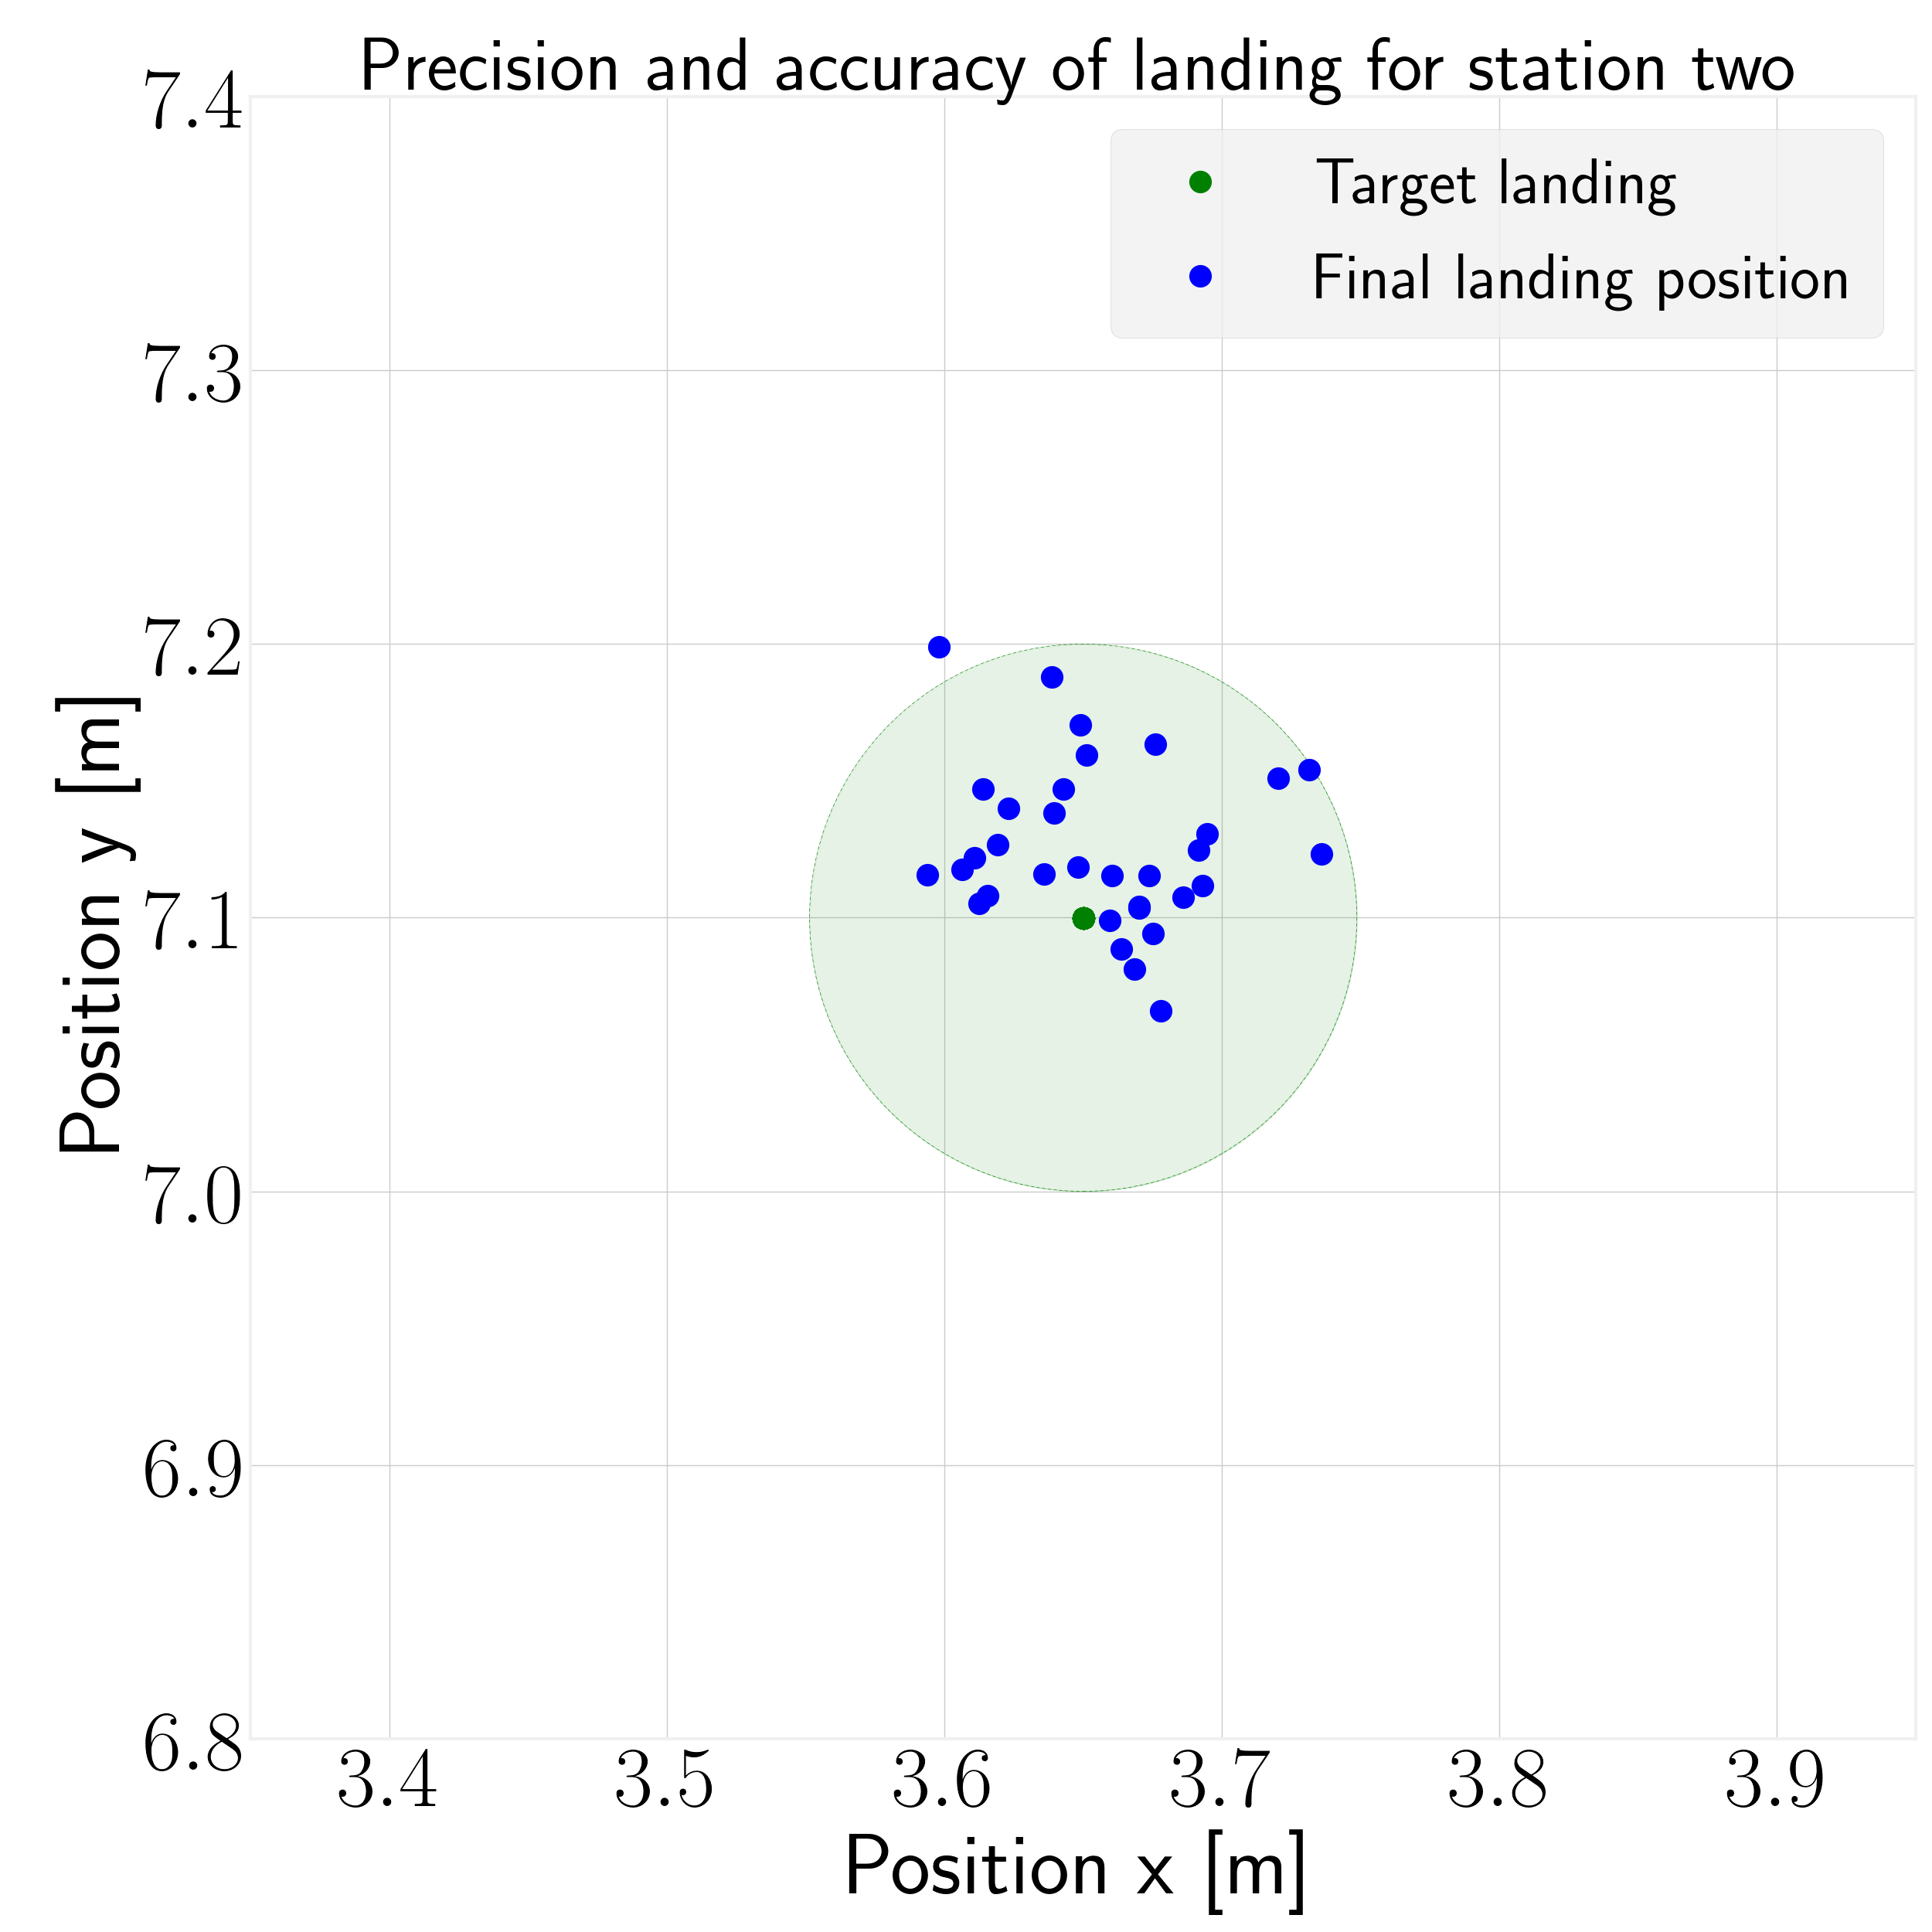 Precision and accuracy of landing for station two
Target landing
Final landing position
Position y [m]
7.4
7.3
7.2
7.1
7.0
6.9
6.8
3.4 3.5 3.6 3.7 3.8 3.9
Position x [m]